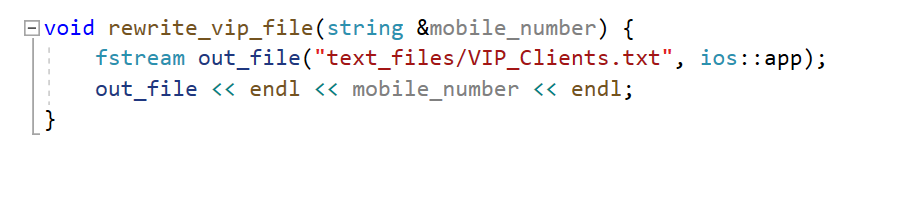 void rewrite_vip_file(string &mobile_number) {
    fstream out_file("text_files/VIP_Clients.txt", ios::app);
    out_file << endl << mobile_number << endl;
}